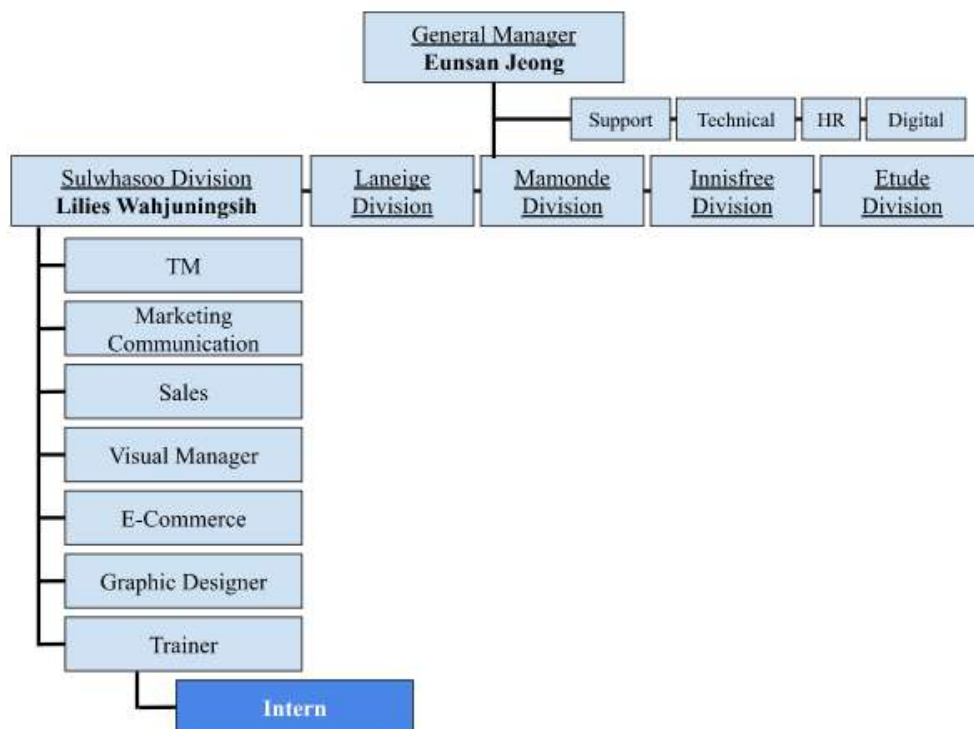 General Manager
Eunsan Jeong
Support
Technical
HR
Digital
Sulwhasoo Division
Lilies Wahjuningsih
Laneige
Division
Mamonde
Division
Innisfree
Division
Etude
Division
TM
Marketing
Communication
Sales
Visual Manager
E-Commerce
Graphic Designer
Trainer
Intern